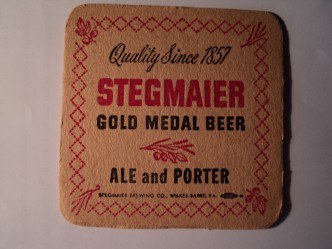 Quality Since 1857
STEGMAIER
GOLD MEDAL BEER
ALE and PORTER
STEGMAIER BREWING CO., WILKES-BARRE, PA.